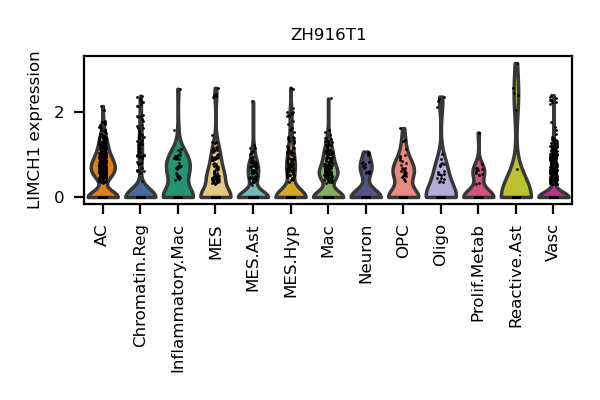 ZH916T1
LIMCH1 expression
2
0
AC
Chromatin.Reg
Inflammatory.Mac
MES
MES.Ast
MES.Hyp
Mac
Neuron
OPC
Oligo
Prolif.Metab
Reactive.Ast
Vasc